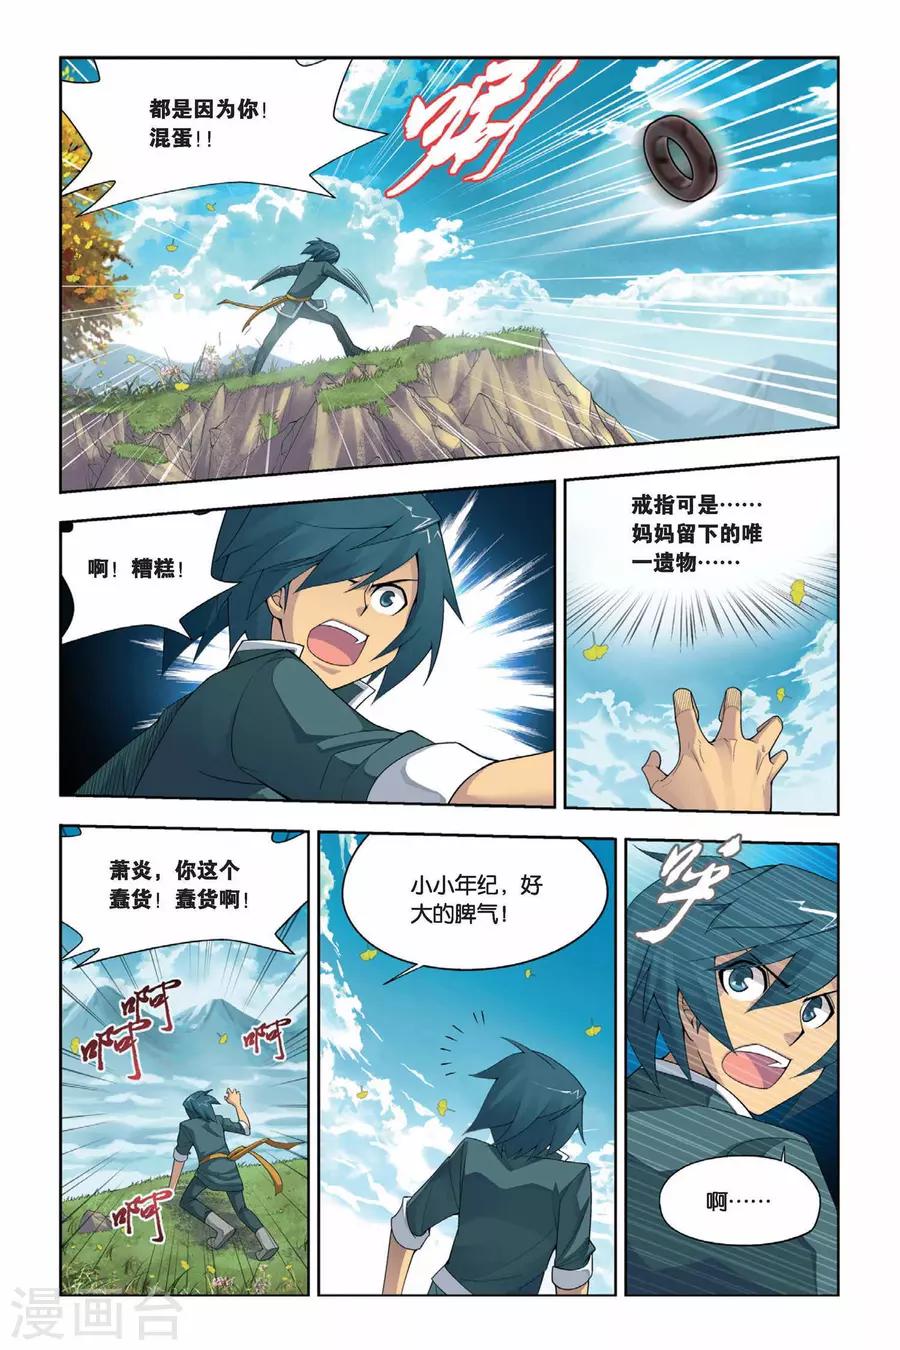 都是因为你！
混蛋！！
唰
啊！糟糕！
戒指可是……
妈妈留下的唯
一遗物……
萧炎，你这个
蠢货！蠢货啊！
啊
啊
啊
啊
小小年纪，好
大的脾气！
呼
啊……
漫画台